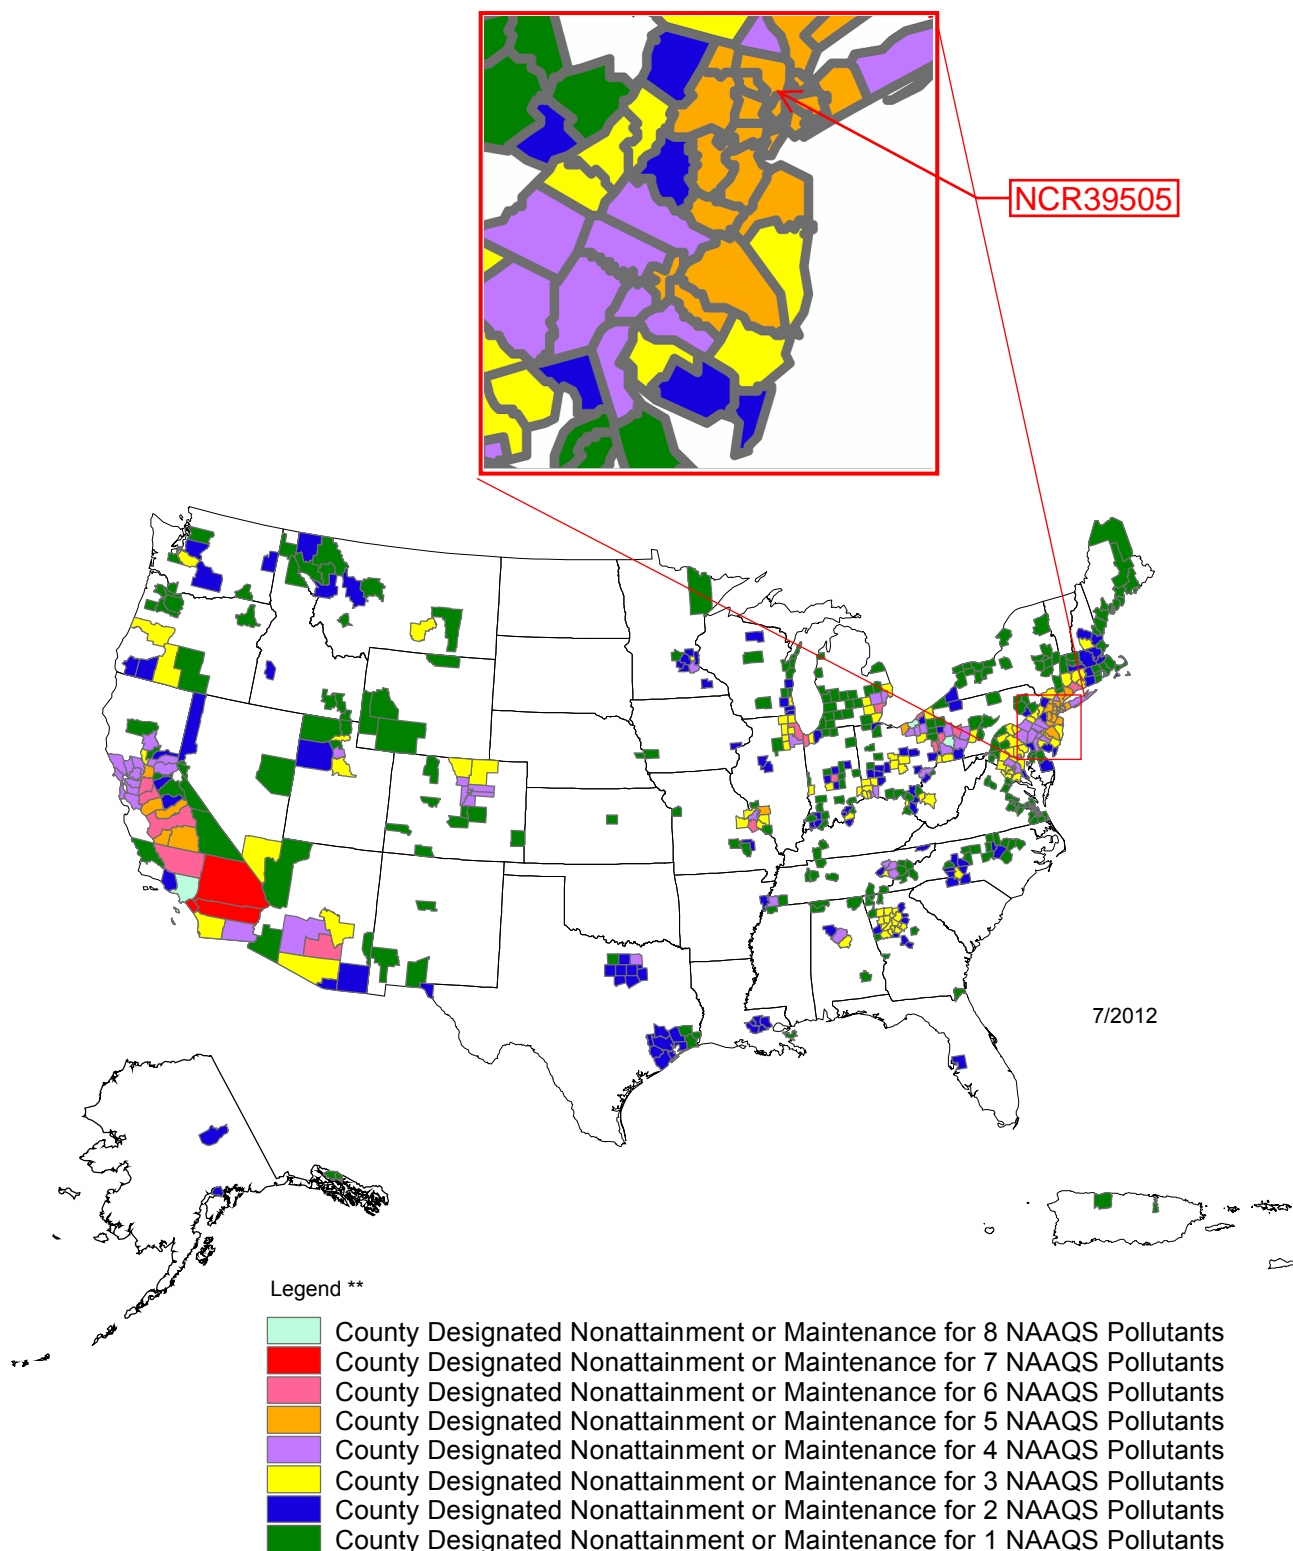 NCR39505
7/2012
Legend **
County Designated Nonattainment or Maintenance for 8 NAAQS Pollutants
County Designated Nonattainment or Maintenance for 7 NAAQS Pollutants
County Designated Nonattainment or Maintenance for 6 NAAQS Pollutants
County Designated Nonattainment or Maintenance for 5 NAAQS Pollutants
County Designated Nonattainment or Maintenance for 4 NAAQS Pollutants
County Designated Nonattainment or Maintenance for 3 NAAQS Pollutants
County Designated Nonattainment or Maintenance for 2 NAAQS Pollutants
County Designated Nonattainment or Maintenance for 1 NAAQS Pollutants